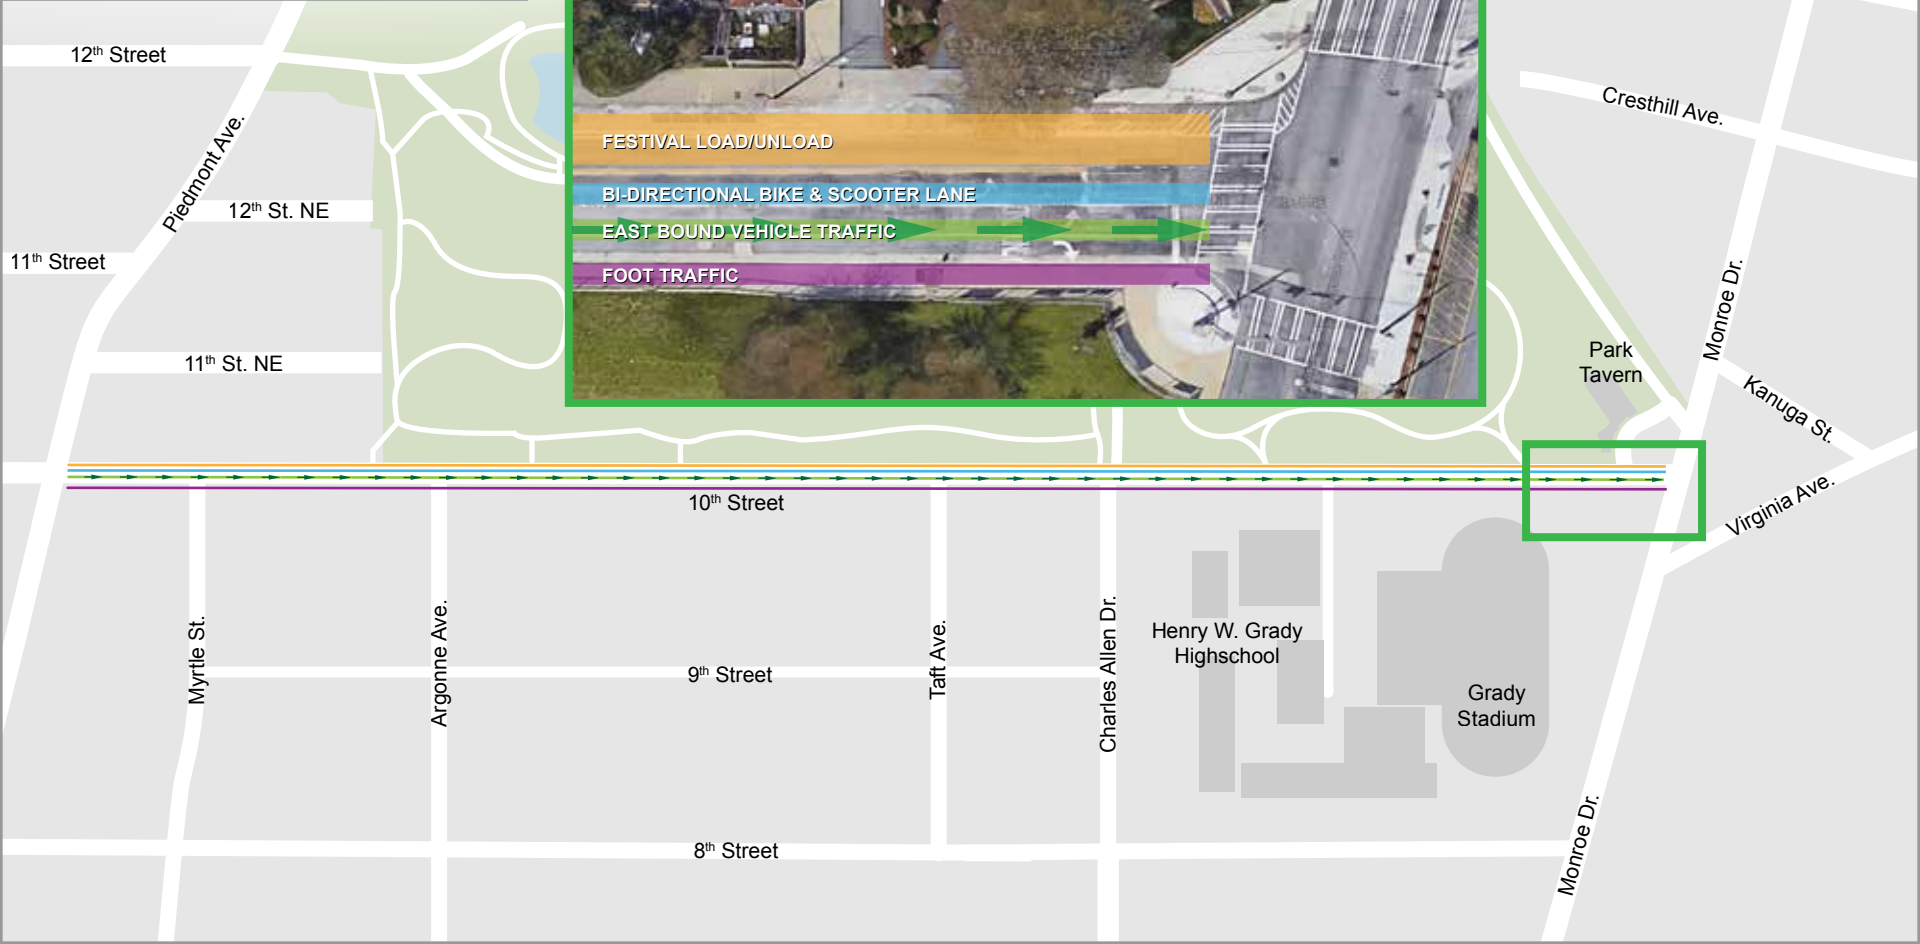 12th Street
Piedmont Ave.
12th St. NE
11th Street
11th St. NE
FESTIVAL LOAD/UNLOAD
BI-DIRECTIONAL BIKE & SCOOTER LANE
EAST BOUND VEHICLE TRAFFIC
FOOT TRAFFIC
Cresthill Ave.
Monroe Dr.
Park
Tavern
Kanuga St.
Virginia Ave.
10th Street
Myrtle St.
Argonne Ave.
9th Street
Taft Ave.
Charles Allen Dr.
Henry W. Grady
Highschool
Grady
Stadium
8th Street
Monroe Dr.